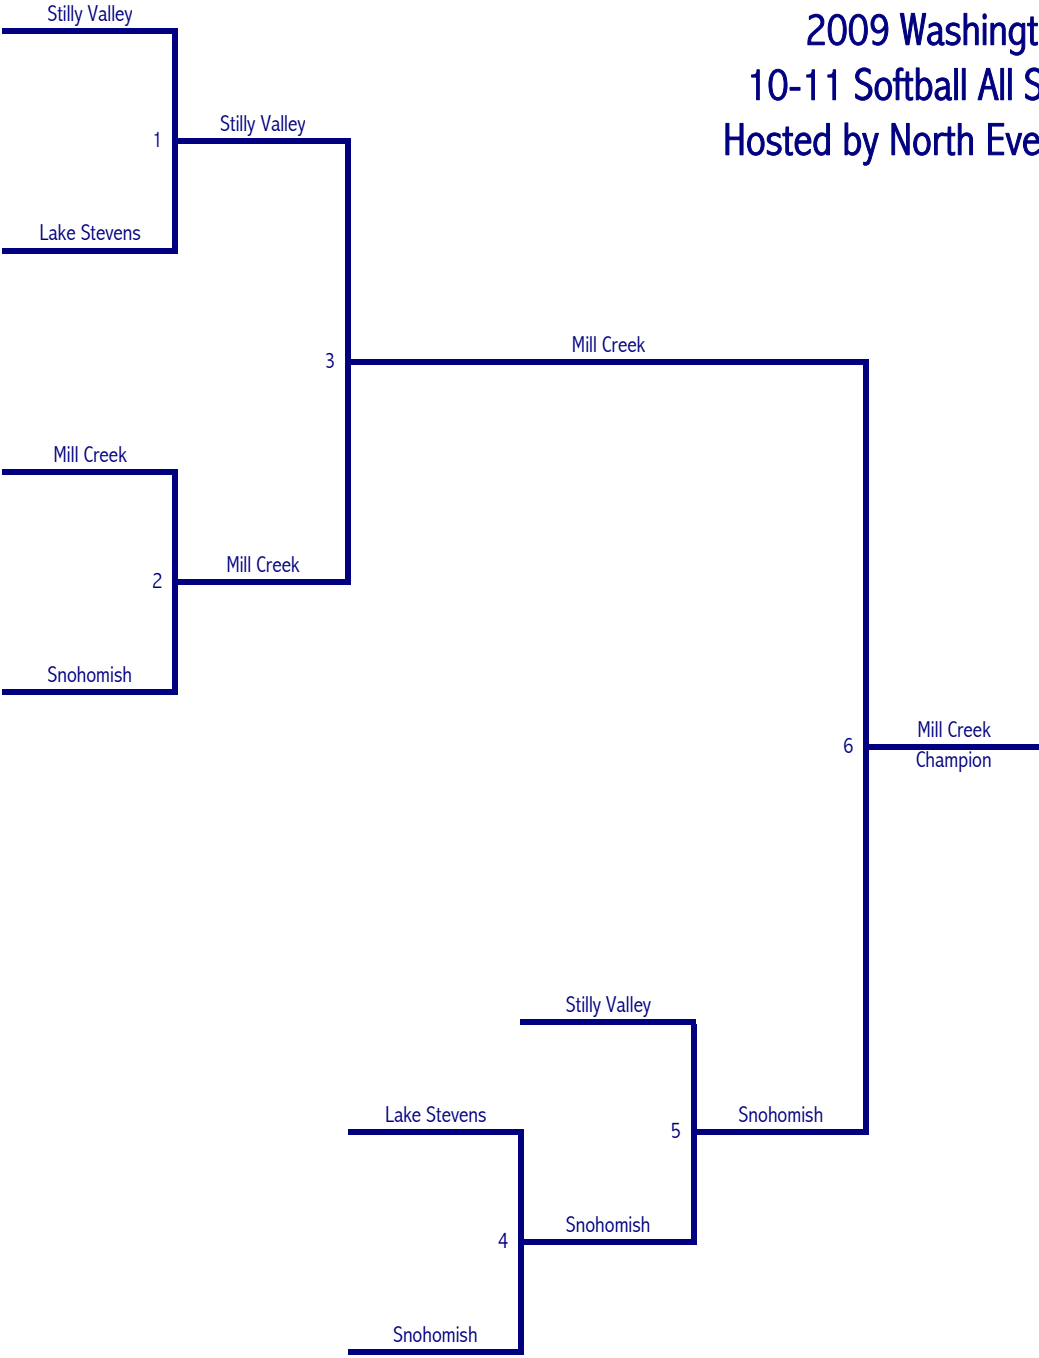 Stilly Valley
2009 Washingt
10-11 Softball All S
Hosted by North Eve
1
Stilly Valley
Lake Stevens
Mill Creek
3
Mill Creek
Mill Creek
2
Snohomish
Mill Creek
6
Champion
Stilly Valley
Lake Stevens
5
Snohomish
Snohomish
4
Snohomish